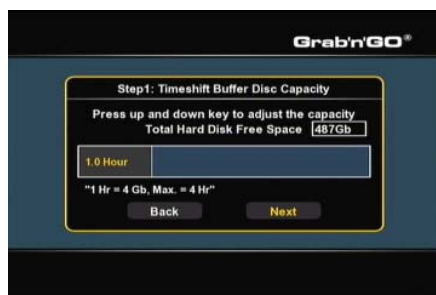 Grab'n'GO®
Step1: Timeshift Buffer Disc Capacity
Press up and down key to adjust the capacity
Total Hard Disk Free Space 487Gb
1.0 Hour
"1 Hr = 4 Gb, Max. = 4 Hr"
Back Next